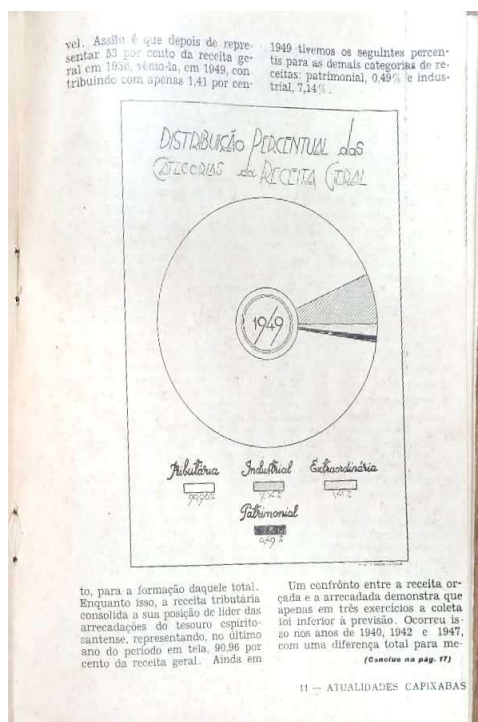 vel. Assim é que depois de repre-
sentar 53 por cento da receita ge-
ral em 1936, vêmo-la, em 1949, con-
tribuindo com apenas 1,41 por cen-
1949 tivemos os seguintes percen-
tis para as demais categorias de re-
ceitas: patrimonial, 0,49% e indus-
trial, 7,14%.
DISTRIBUIÇÃO PERCENTUAL das
CATEGORIAS da RECEITA GERAL
1949
Tributária
90,96%
Industrial
7,14%
Extraordinária
1,41%
Patrimonial
0,49%
to, para a formação daquele total.
Enquanto isso, a receita tributária
consolida a sua posição de líder das
arrecadações do tesouro espírito-
santense, representando, no último
ano do período em tela, 90,96 por
cento da receita geral. Ainda em
Um confrônto entre a receita or-
çada e a arrecadada demonstra que
apenas em três exercícios a coleta
foi inferior à previsão. Ocorreu is-
so nos anos de 1940, 1942 e 1947,
com uma diferença total para me-
(Conclue na pág. 17)
11 — ATUALIDADES CAPIXABAS